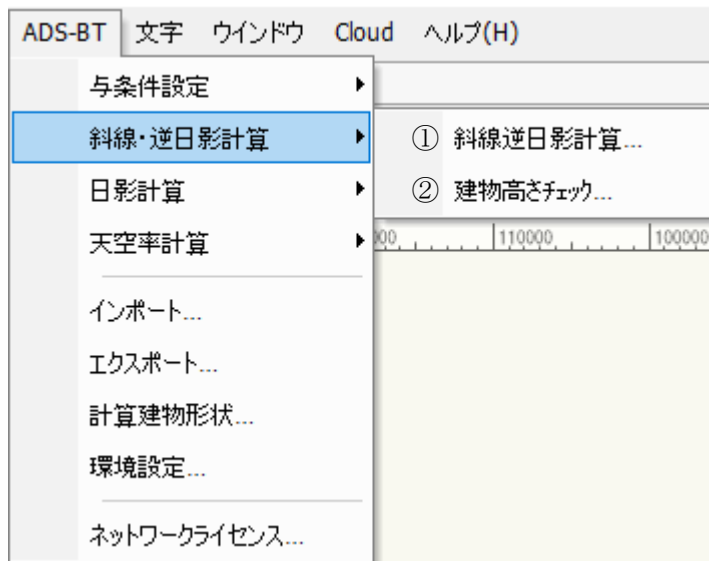 ADS-BT 文字 ウインドウ Cloud ヘルプ(H)
与条件設定
斜線・逆日影計算
① 斜線逆日影計算...
日影計算
② 建物高さチェック...
天空率計算
000 110000 100000
インポート...
エクスポート...
計算建物形状...
環境設定...
ネットワークライセンス...